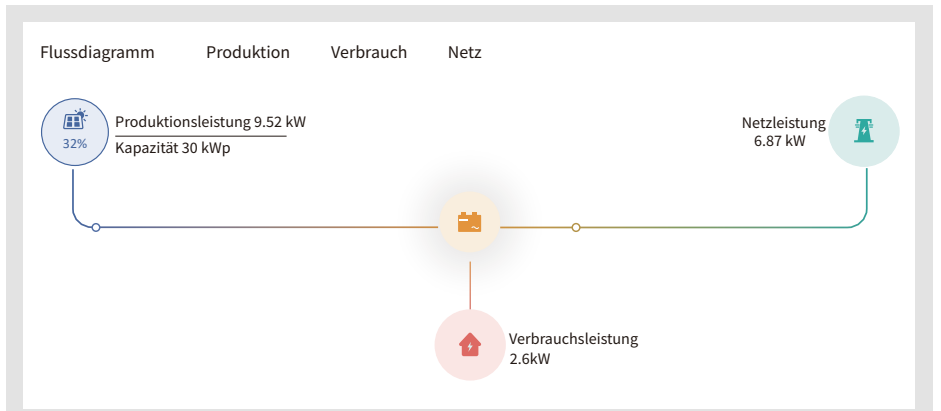 Flussdiagramm Produktion Verbrauch Netz
Produktionsleistung 9.52 kW
32%
Kapazität 30 kWp
Netzleistung
6.87 kW
Verbrauchsleistung
2.6kW